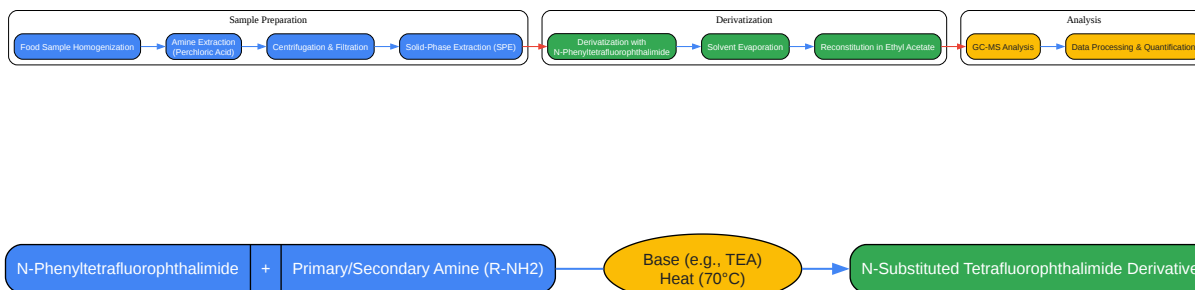 Sample Preparation
Derivatization
Analysis
Food Sample Homogenization
Amine Extraction
(Perchloric Acid)
Centrifugation & Filtration
Solid-Phase Extraction (SPE)
Derivatization with
N-Phenyltetrafluorophthalimide
Solvent Evaporation
Reconstitution in Ethyl Acetate
GC-MS Analysis
Data Processing & Quantification
N-Phenyltetrafluorophthalimide
+
Primary/Secondary Amine (R-NH2)
Base (e.g., TEA)
Heat (70°C)
N-Substituted Tetrafluorophthalimide Derivative